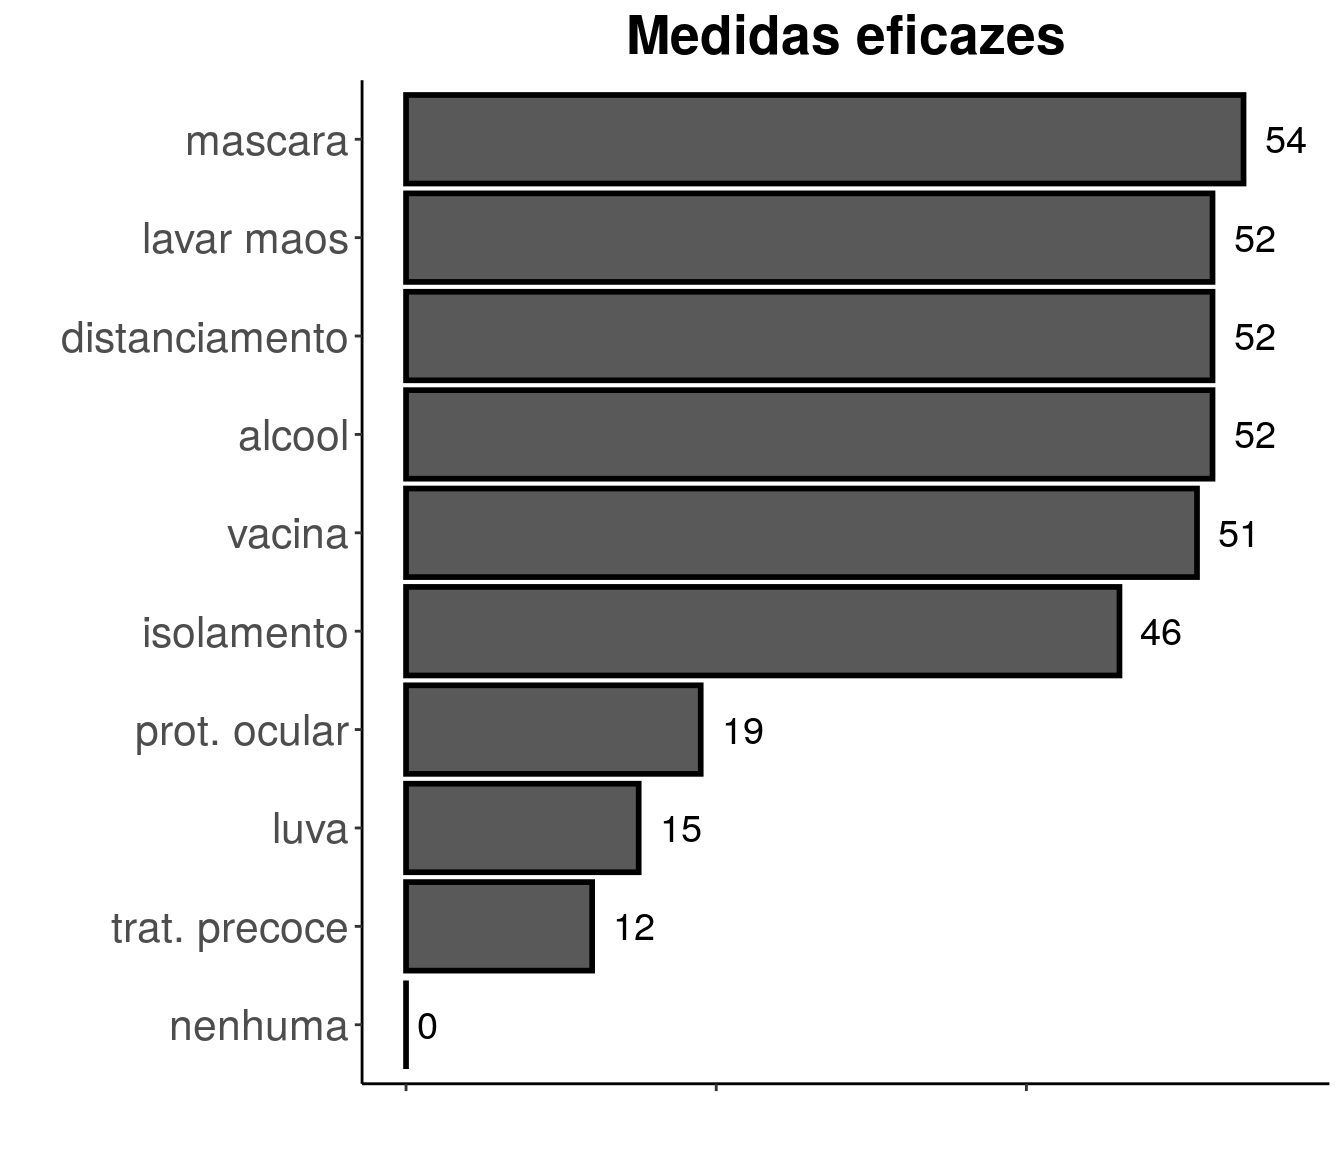 Medidas eficazes
mascara 54
lavar maos 52
distanciamento 52
alcool 52
vacina 51
isolamento 46
prot. ocular 19
luva 15
trat. precoce 12
nenhuma 0